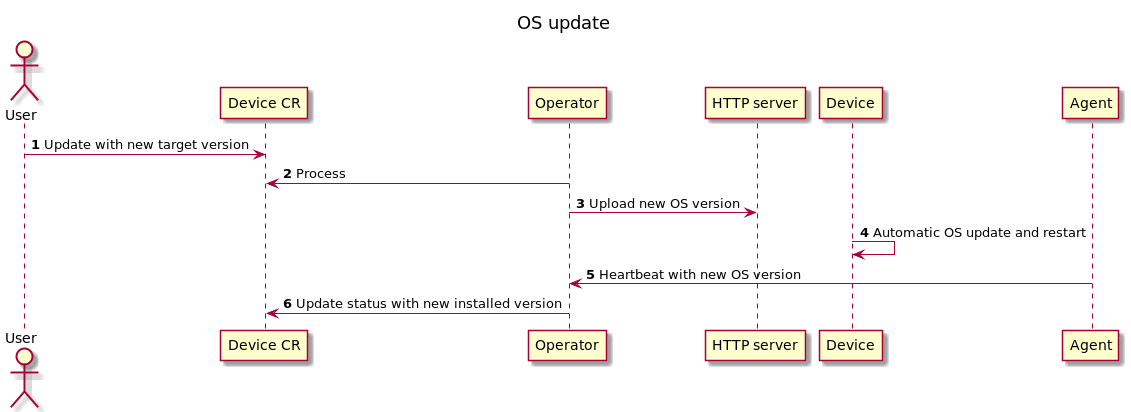 OS update
User
Device CR
Operator
HTTP server
Device
Agent
1 Update with new target version
2 Process
3 Upload new OS version
4 Automatic OS update and restart
5 Heartbeat with new OS version
6 Update status with new installed version
User
Device CR
Operator
HTTP server
Device
Agent